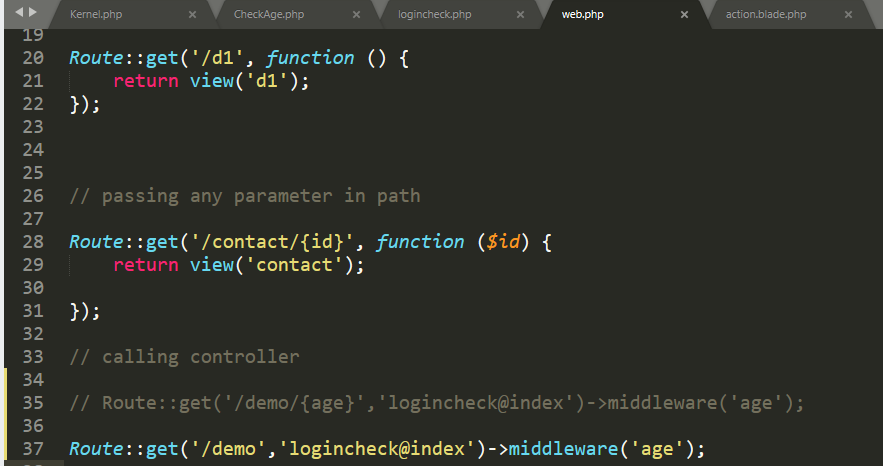 Kernel.php × CheckAge.php × logincheck.php × web.php × action.blade.php ×
19
20 Route::get('/d1', function () {
21 return view('d1');
22 });
23
24
25
26 // passing any parameter in path
27
28 Route::get('/contact/{id}', function ($id) {
29 return view('contact');
30
31 });
32
33 // calling controller
34
35 // Route::get('/demo/{age}','logincheck@index')->middleware('age');
36
37 Route::get('/demo','logincheck@index')->middleware('age');